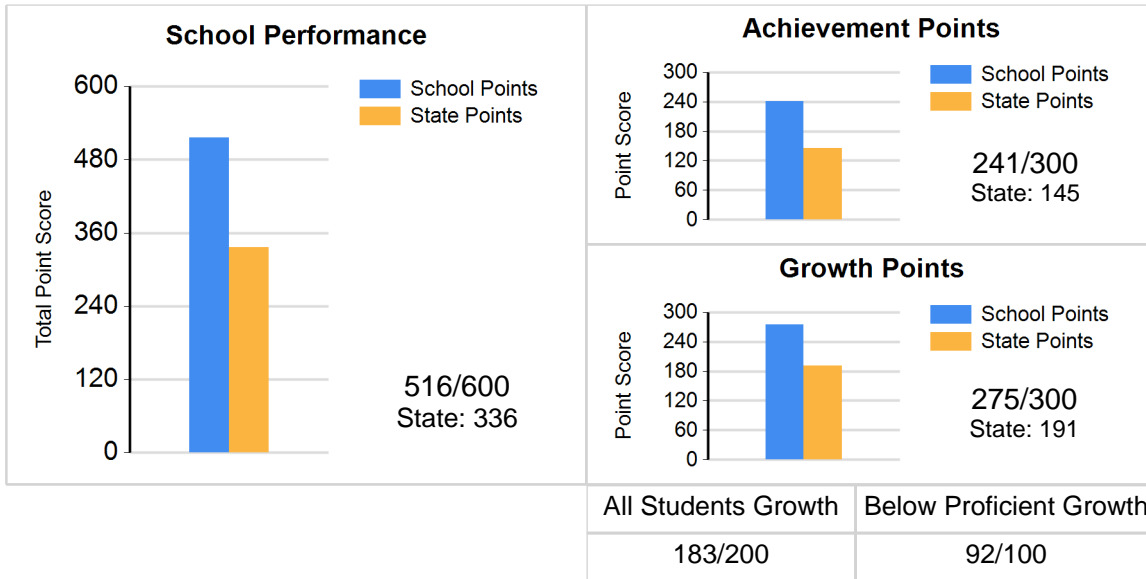 School Performance
600
480
360
240
120
0
Total Point Score
School Points
State Points
516/600
State: 336
Achievement Points
300
240
180
120
60
0
Point Score
School Points
State Points
241/300
State: 145
Growth Points
300
240
180
120
60
0
Point Score
School Points
State Points
275/300
State: 191
All Students Growth Below Proficient Growth
183/200 92/100